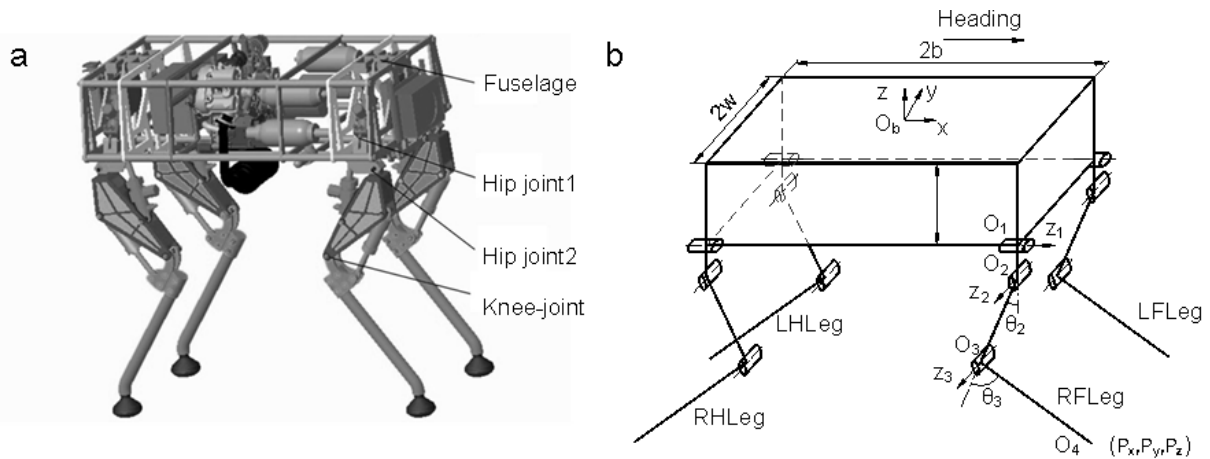 a
Fuselage
Hip joint1
Hip joint2
Knee-joint
b
Heading
2b
2w
z
y
O_b
x
O₁
z₁
O₂
z₂
θ₂
LHLeg
LFLeg
O₃
z₃
θ₃
RFLeg
RHLeg
O₄
(Pₓ,P_y,P_z)